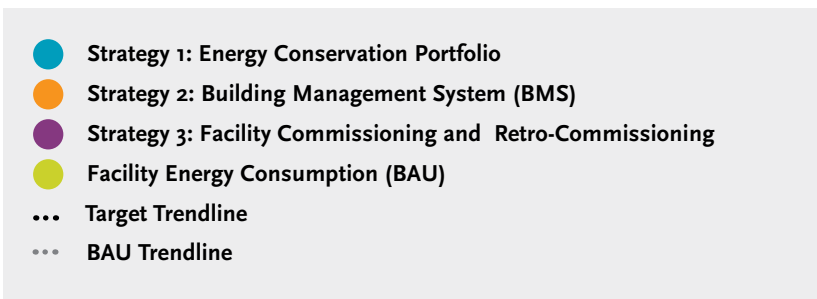 Strategy 1: Energy Conservation Portfolio
Strategy 2: Building Management System (BMS)
Strategy 3: Facility Commissioning and Retro-Commissioning
Facility Energy Consumption (BAU)
Target Trendline
BAU Trendline